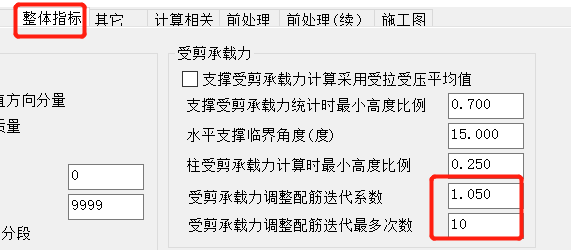 整体指标 其它 计算相关 前处理 前处理(续) 施工图
值方向分量
质量
0
9999
分段
受剪承载力
支撑受剪承载力计算采用受拉受压平均值
支撑受剪承载力统计时最小高度比例 0.700
水平支撑临界角度(度) 15.000
柱受剪承载力计算时最小高度比例 0.250
受剪承载力调整配筋迭代系数 1.050
受剪承载力调整配筋迭代最多次数 10